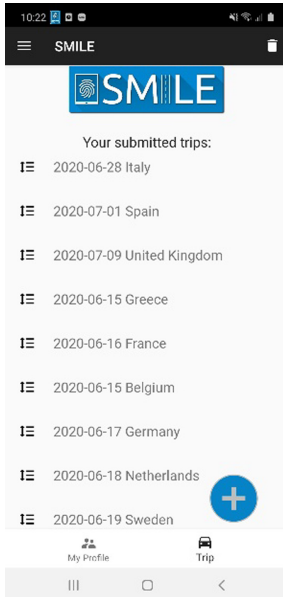 10:22
SMILE
SMILE
Your submitted trips:
2020-06-28 Italy
2020-07-01 Spain
2020-07-09 United Kingdom
2020-06-15 Greece
2020-06-16 France
2020-06-15 Belgium
2020-06-17 Germany
2020-06-18 Netherlands
2020-06-19 Sweden
My Profile
Trip